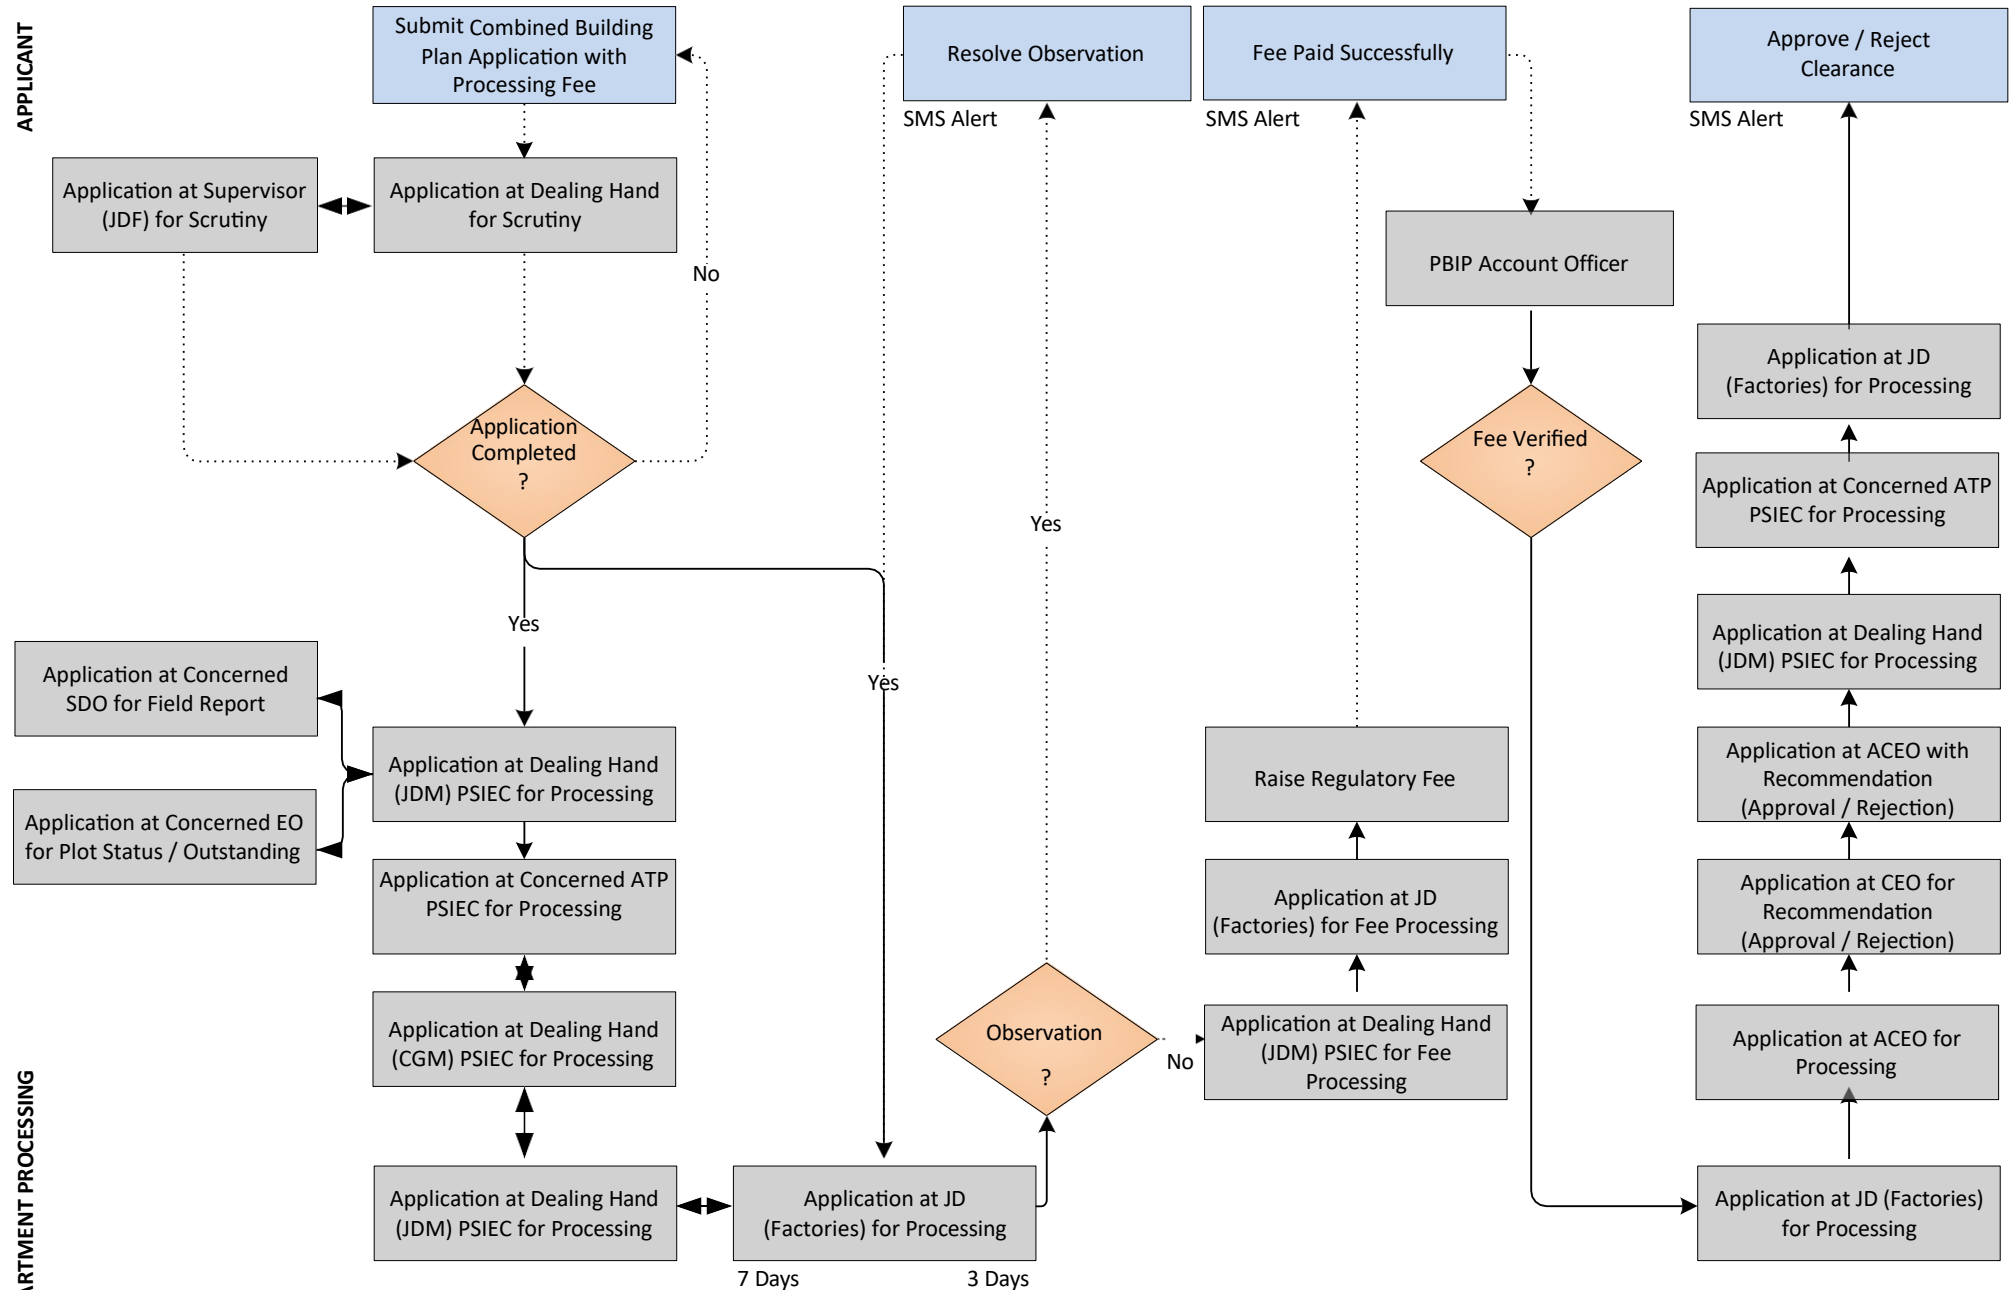 APPLICANT
Submit Combined Building
Plan Application with
Processing Fee
Resolve Observation
SMS Alert
Fee Paid Successfully
SMS Alert
Approve / Reject
Clearance
SMS Alert
Application at Supervisor
(JDF) for Scrutiny
Application at Dealing Hand
for Scrutiny
No
PBIP Account Officer
Application at JD
(Factories) for Processing
Application
Completed
?
Fee Verified
?
Application at Concerned ATP
PSIEC for Processing
Yes
Yes
Yes
Application at Dealing Hand
(JDM) PSIEC for Processing
Application at Concerned
SDO for Field Report
Application at Dealing Hand
(JDM) PSIEC for Processing
Raise Regulatory Fee
Application at ACEO with
Recommendation
(Approval / Rejection)
Application at Concerned EO
for Plot Status / Outstanding
Application at Concerned ATP
PSIEC for Processing
Application at JD
(Factories) for Fee Processing
Application at CEO for
Recommendation
(Approval / Rejection)
Application at Dealing Hand
(CGM) PSIEC for Processing
Observation
?
No
Application at Dealing Hand
(JDM) PSIEC for Fee
Processing
Application at ACEO for
Processing
ARTMENT PROCESSING
Application at Dealing Hand
(JDM) PSIEC for Processing
Application at JD
(Factories) for Processing
Application at JD (Factories)
for Processing
7 Days
3 Days